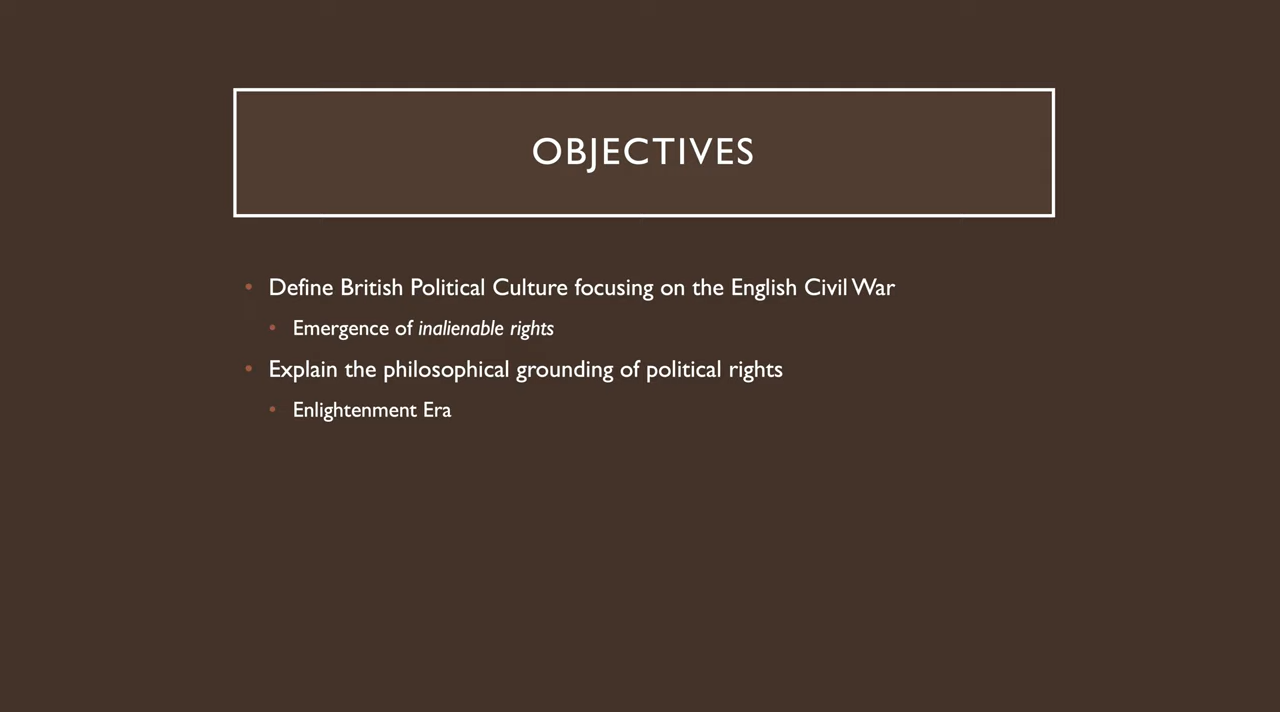 OBJECTIVES
• Define British Political Culture focusing on the English Civil War
• Emergence of inalienable rights
• Explain the philosophical grounding of political rights
• Enlightenment Era